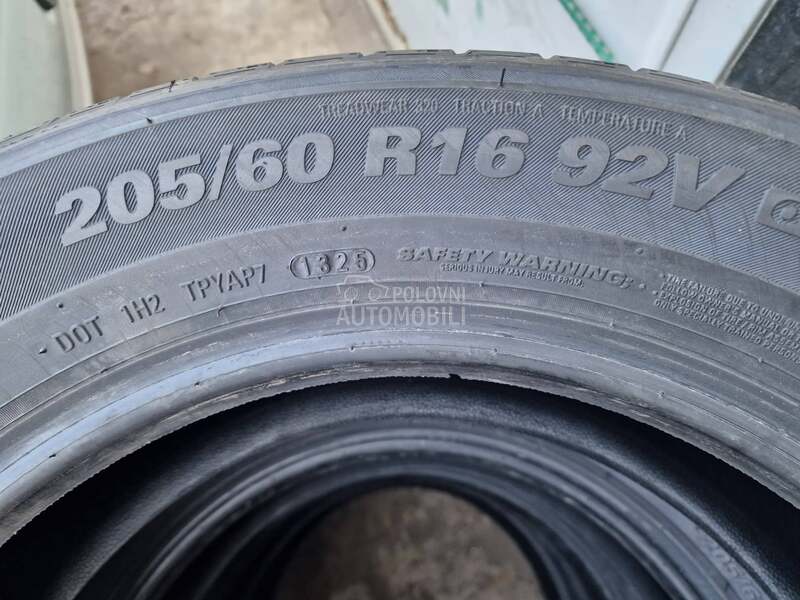 TREADWEAR 320 TRACTION A TEMPERATURE A
205/60 R16 92V
DOT 1H2 TPYAP7 1325
SAFETY WARNING:
SERIOUS INJURY MAY RESULT FROM:
POLOVNI
AUTOMOBILI